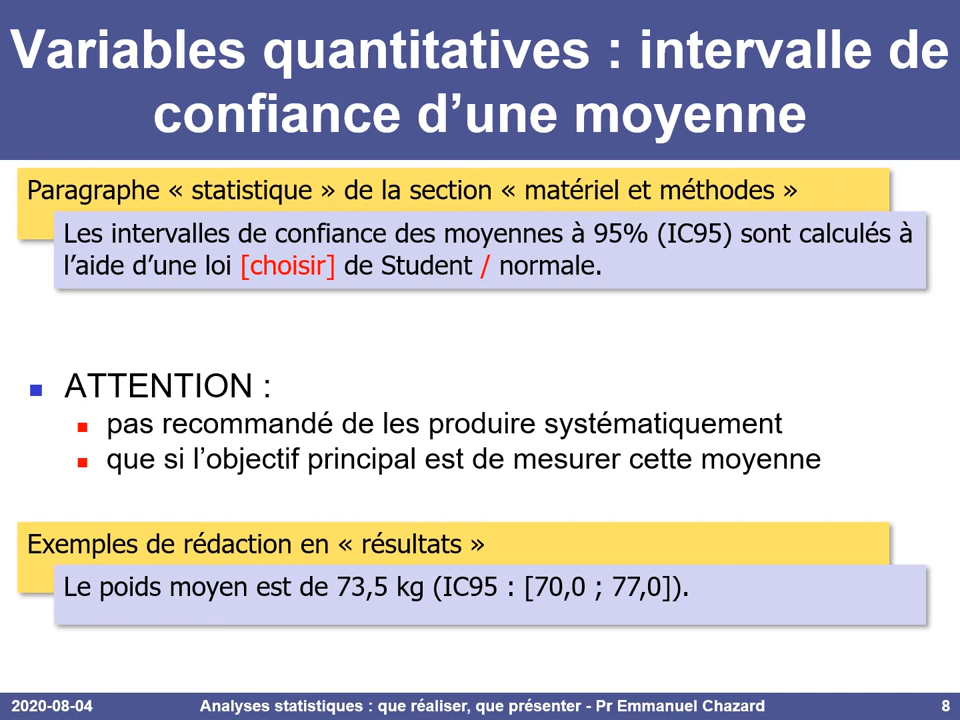 Variables quantitatives : intervalle de
confiance d’une moyenne
Paragraphe « statistique » de la section « matériel et méthodes »
Les intervalles de confiance des moyennes à 95% (IC95) sont calculés à
l’aide d’une loi [choisir] de Student / normale.
ATTENTION :
pas recommandé de les produire systématiquement
que si l’objectif principal est de mesurer cette moyenne
Exemples de rédaction en « résultats »
Le poids moyen est de 73,5 kg (IC95 : [70,0 ; 77,0]).
2020-08-04 Analyses statistiques : que réaliser, que présenter - Pr Emmanuel Chazard 8